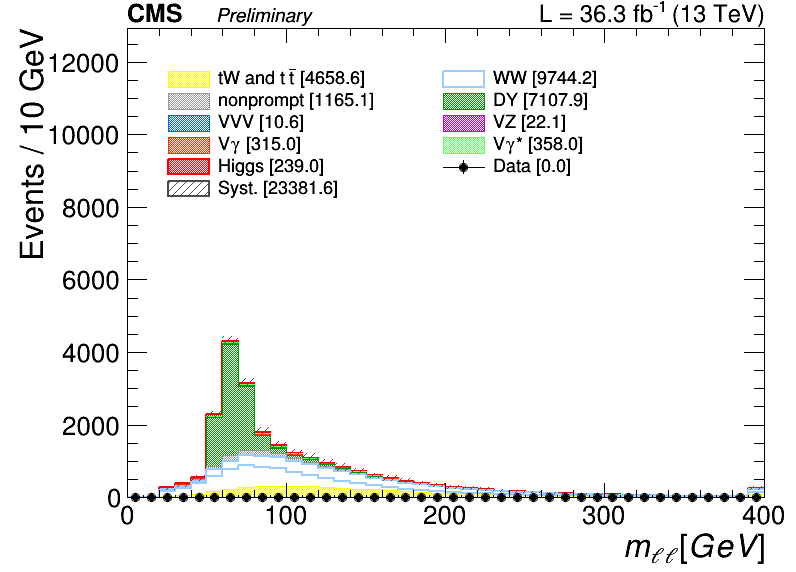 CMS Preliminary L = 36.3 fb⁻¹ (13 TeV)
Events / 10 GeV
12000
10000
8000
6000
4000
2000
0
tW and t t̄ [4658.6]
nonprompt [1165.1]
VVV [10.6]
Vγ [315.0]
Higgs [239.0]
Syst. [23381.6]
WW [9744.2]
DY [7107.9]
VZ [22.1]
Vγ* [358.0]
Data [0.0]
0 100 200 300 400
m_ℓℓ [GeV]